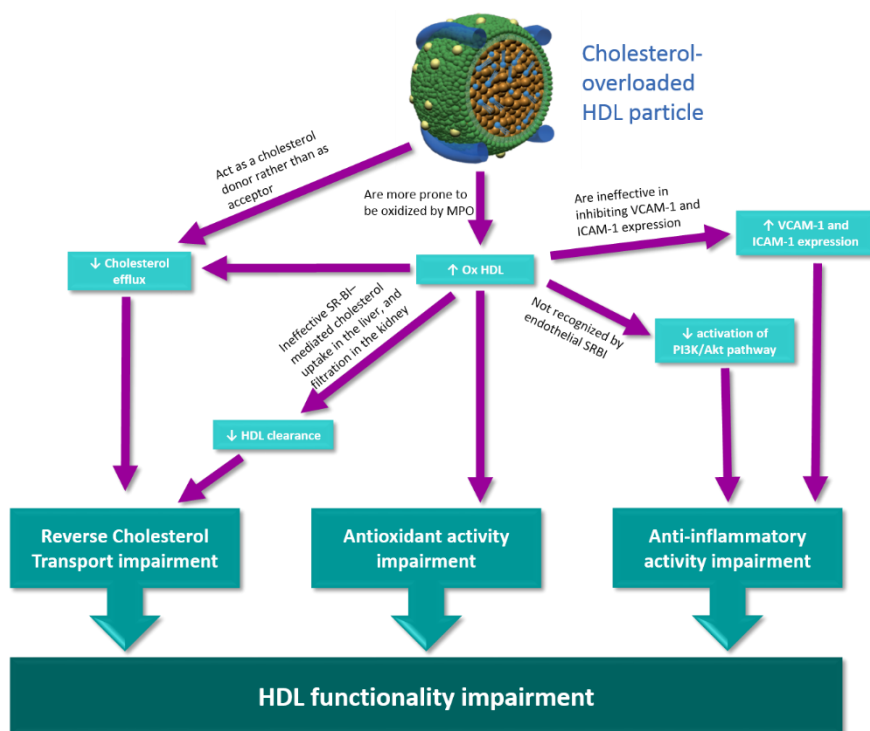 Cholesterol-
overloaded
HDL particle
Act as a cholesterol
donor rather than as
acceptor
Are more prone to
be oxidized by MPO
Are ineffective in
inhibiting VCAM-1 and
ICAM-1 expression
↑ VCAM-1 and
ICAM-1 expression
↓ Cholesterol
efflux
↑ Ox HDL
Ineffective SR-BI–
mediated cholesterol
uptake in the liver, and
filtration in the kidney
Not recognized by
endothelial SRBI
↓ activation of
PI3K/Akt pathway
↓ HDL clearance
Reverse Cholesterol
Transport impairment
Antioxidant activity
impairment
Anti-inflammatory
activity impairment
HDL functionality impairment